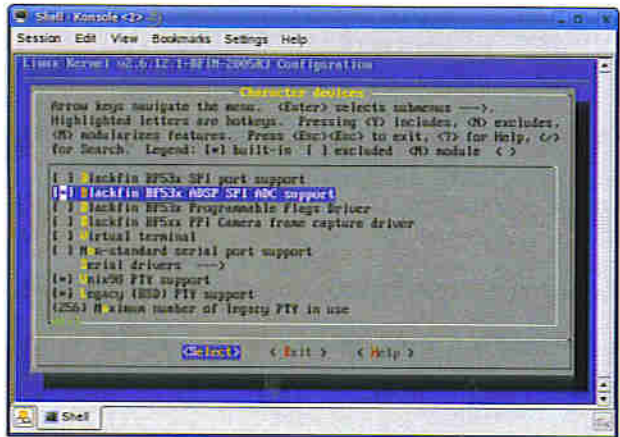 Shell - Konsole <2>
Session Edit View Bookmarks Settings Help
Linux Kernel v2.6.12.1-BFIN-2005R3 Configuration
Character devices
Arrow keys navigate the menu. <Enter> selects submenus --->.
Highlighted letters are hotkeys. Pressing <Y> includes, <N> excludes,
<M> modularizes features. Press <Esc><Esc> to exit, <?> for Help, </>
for Search. Legend: [*] built-in [ ] excluded <M> module < >
[ ] Blackfin BF53x SPI port support
[*] Blackfin BF53x ADSP SPI ADC support
[ ] Blackfin BF53x Programmable Flags Driver
[ ] Blackfin BF5xx PPI Camera frame capture driver
[ ] Virtual terminal
[ ] Non-standard serial port support
Serial drivers --->
[*] Unix98 PTY support
[*] Legacy (BSD) PTY support
(256) Maximum number of legacy PTY in use
<Select> < Exit > < Help >
Shell